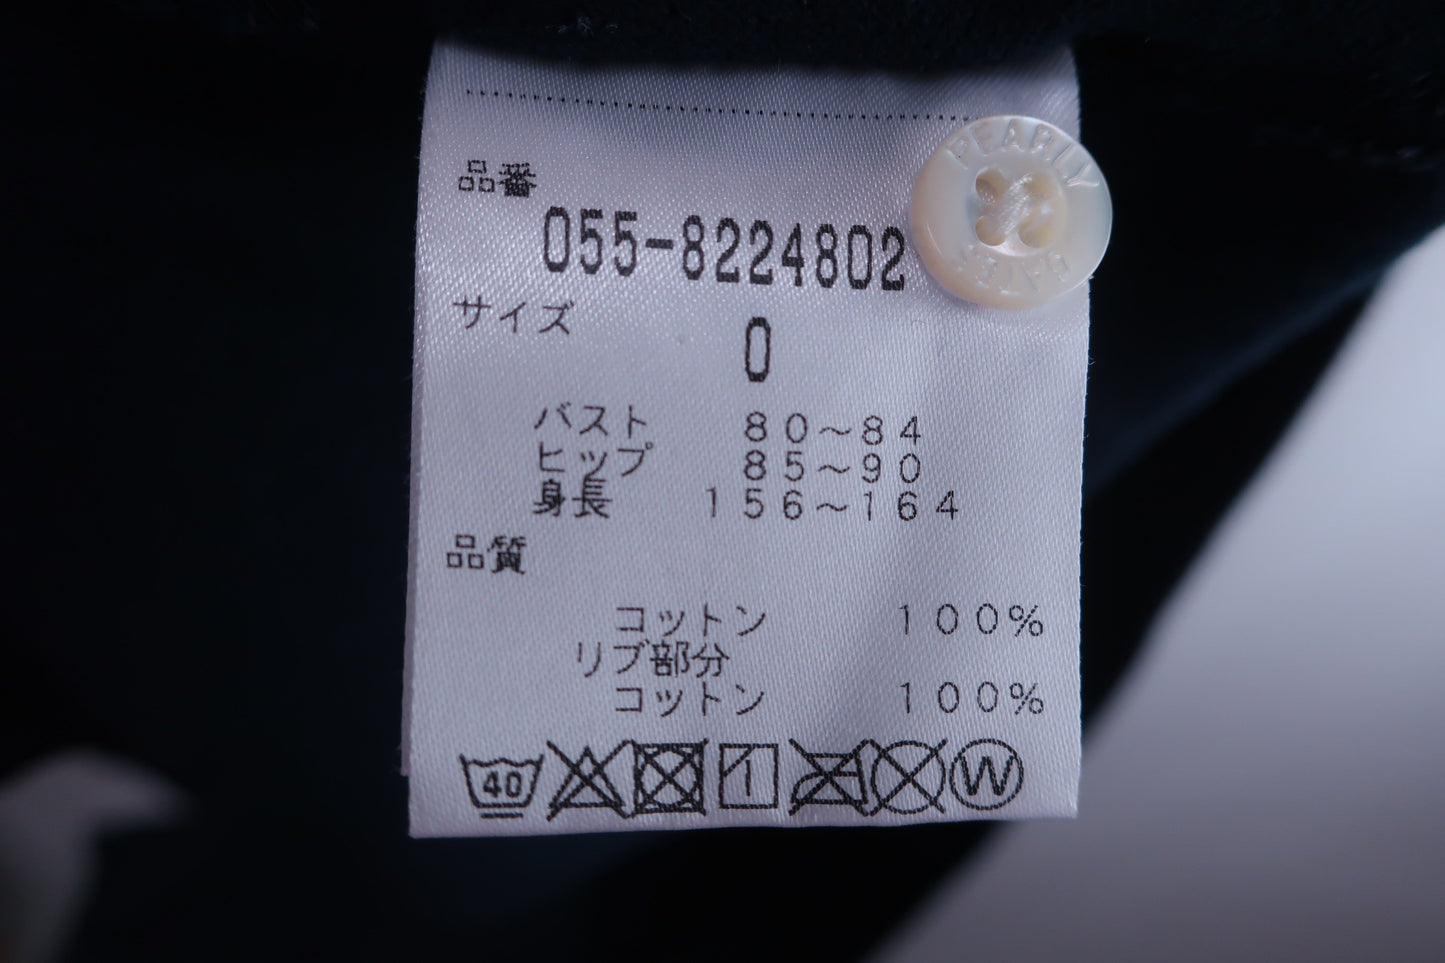 品番
055-8224802
サイズ
0
バスト 80～84
ヒップ 85～90
身長 156～164
品質
コットン 100%
リブ部分
コットン 100%
40
W
PEARLY
GATES